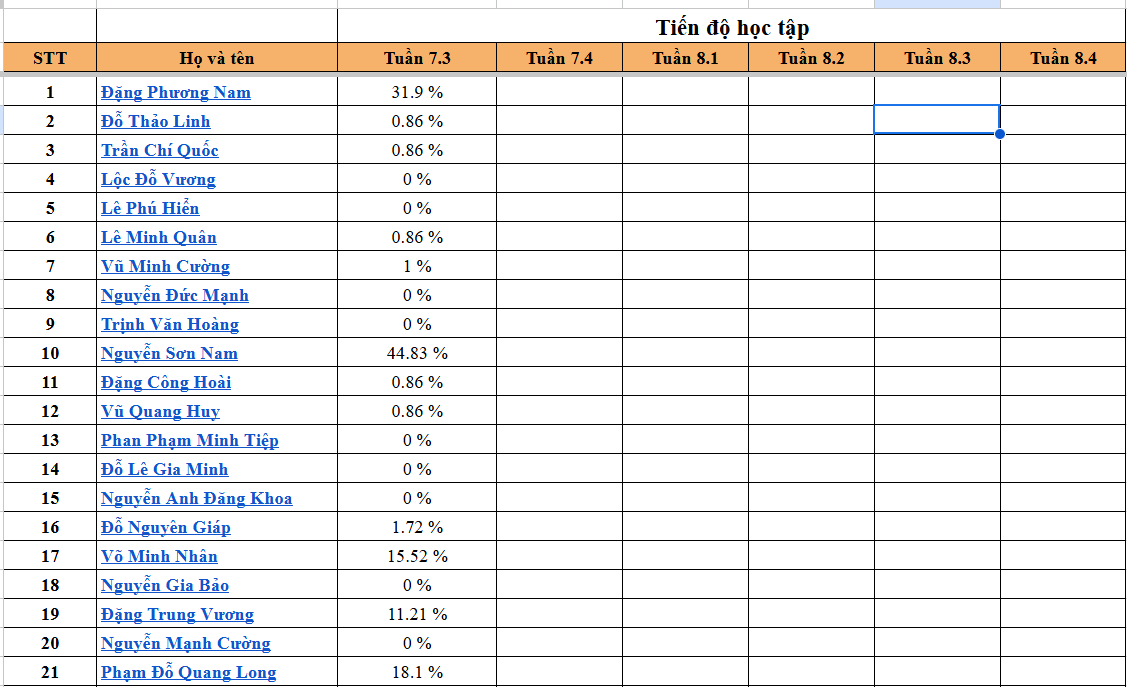 Tiến độ học tập
STT Họ và tên Tuần 7.3 Tuần 7.4 Tuần 8.1 Tuần 8.2 Tuần 8.3 Tuần 8.4
1 Đặng Phương Nam 31.9 %
2 Đỗ Thảo Linh 0.86 %
3 Trần Chí Quốc 0.86 %
4 Lộc Đỗ Vương 0 %
5 Lê Phú Hiển 0 %
6 Lê Minh Quân 0.86 %
7 Vũ Minh Cường 1 %
8 Nguyễn Đức Mạnh 0 %
9 Trịnh Văn Hoàng 0 %
10 Nguyễn Sơn Nam 44.83 %
11 Đặng Công Hoài 0.86 %
12 Vũ Quang Huy 0.86 %
13 Phan Phạm Minh Tiệp 0 %
14 Đỗ Lê Gia Minh 0 %
15 Nguyễn Anh Đăng Khoa 0 %
16 Đỗ Nguyên Giáp 1.72 %
17 Võ Minh Nhân 15.52 %
18 Nguyễn Gia Bảo 0 %
19 Đặng Trung Vương 11.21 %
20 Nguyễn Mạnh Cường 0 %
21 Phạm Đỗ Quang Long 18.1 %